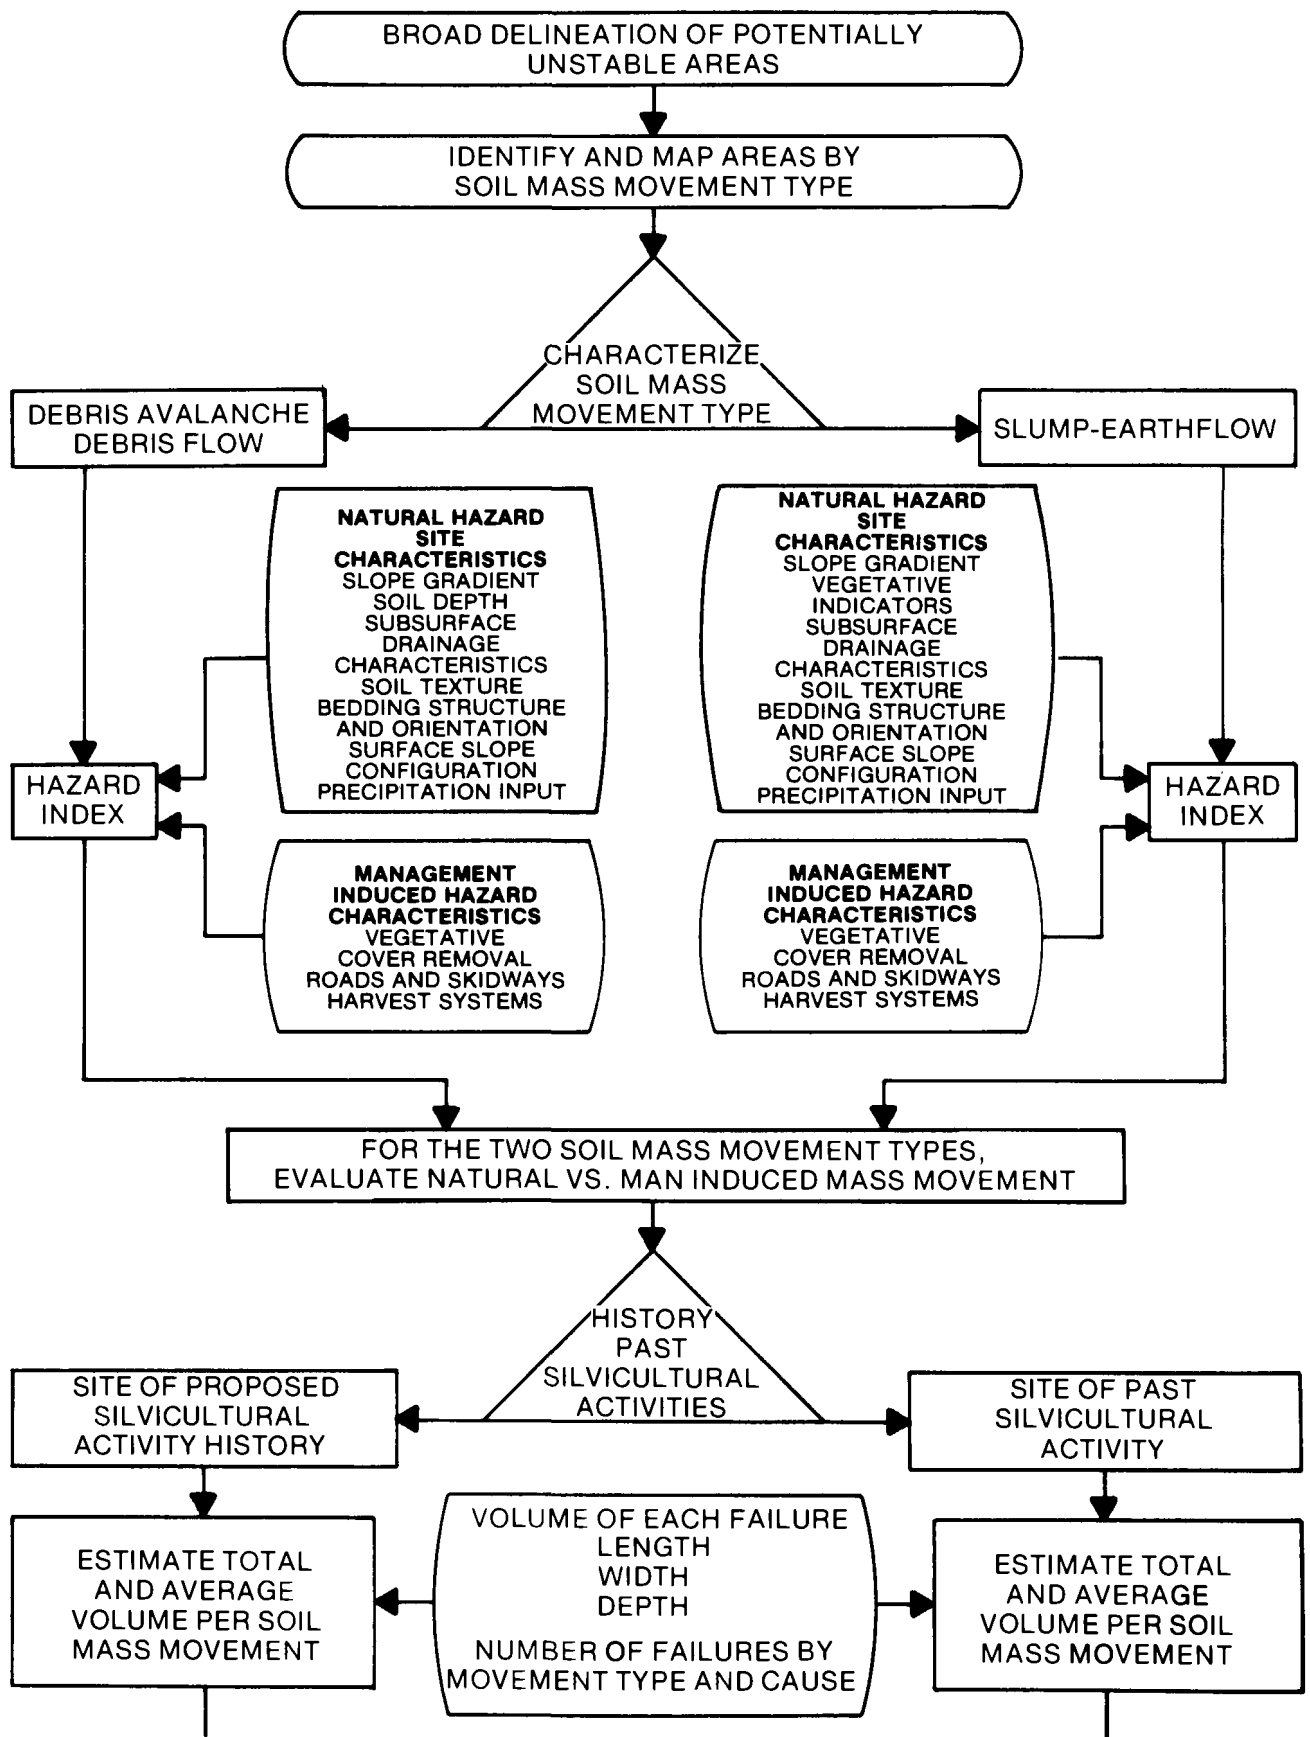 BROAD DELINEATION OF POTENTIALLY
UNSTABLE AREAS
IDENTIFY AND MAP AREAS BY
SOIL MASS MOVEMENT TYPE
CHARACTERIZE
SOIL MASS
MOVEMENT TYPE
DEBRIS AVALANCHE
DEBRIS FLOW
SLUMP-EARTHFLOW
NATURAL HAZARD
SITE
CHARACTERISTICS
SLOPE GRADIENT
SOIL DEPTH
SUBSURFACE
DRAINAGE
CHARACTERISTICS
SOIL TEXTURE
BEDDING STRUCTURE
AND ORIENTATION
SURFACE SLOPE
CONFIGURATION
PRECIPITATION INPUT
NATURAL HAZARD
SITE
CHARACTERISTICS
SLOPE GRADIENT
VEGETATIVE
INDICATORS
SUBSURFACE
DRAINAGE
CHARACTERISTICS
SOIL TEXTURE
BEDDING STRUCTURE
AND ORIENTATION
SURFACE SLOPE
CONFIGURATION
PRECIPITATION INPUT
HAZARD
INDEX
HAZARD
INDEX
MANAGEMENT
INDUCED HAZARD
CHARACTERISTICS
VEGETATIVE
COVER REMOVAL
ROADS AND SKIDWAYS
HARVEST SYSTEMS
MANAGEMENT
INDUCED HAZARD
CHARACTERISTICS
VEGETATIVE
COVER REMOVAL
ROADS AND SKIDWAYS
HARVEST SYSTEMS
FOR THE TWO SOIL MASS MOVEMENT TYPES,
EVALUATE NATURAL VS. MAN INDUCED MASS MOVEMENT
HISTORY
PAST
SILVICULTURAL
ACTIVITIES
SITE OF PROPOSED
SILVICULTURAL
ACTIVITY HISTORY
SITE OF PAST
SILVICULTURAL
ACTIVITY
ESTIMATE TOTAL
AND AVERAGE
VOLUME PER SOIL
MASS MOVEMENT
VOLUME OF EACH FAILURE
LENGTH
WIDTH
DEPTH
NUMBER OF FAILURES BY
MOVEMENT TYPE AND CAUSE
ESTIMATE TOTAL
AND AVERAGE
VOLUME PER SOIL
MASS MOVEMENT